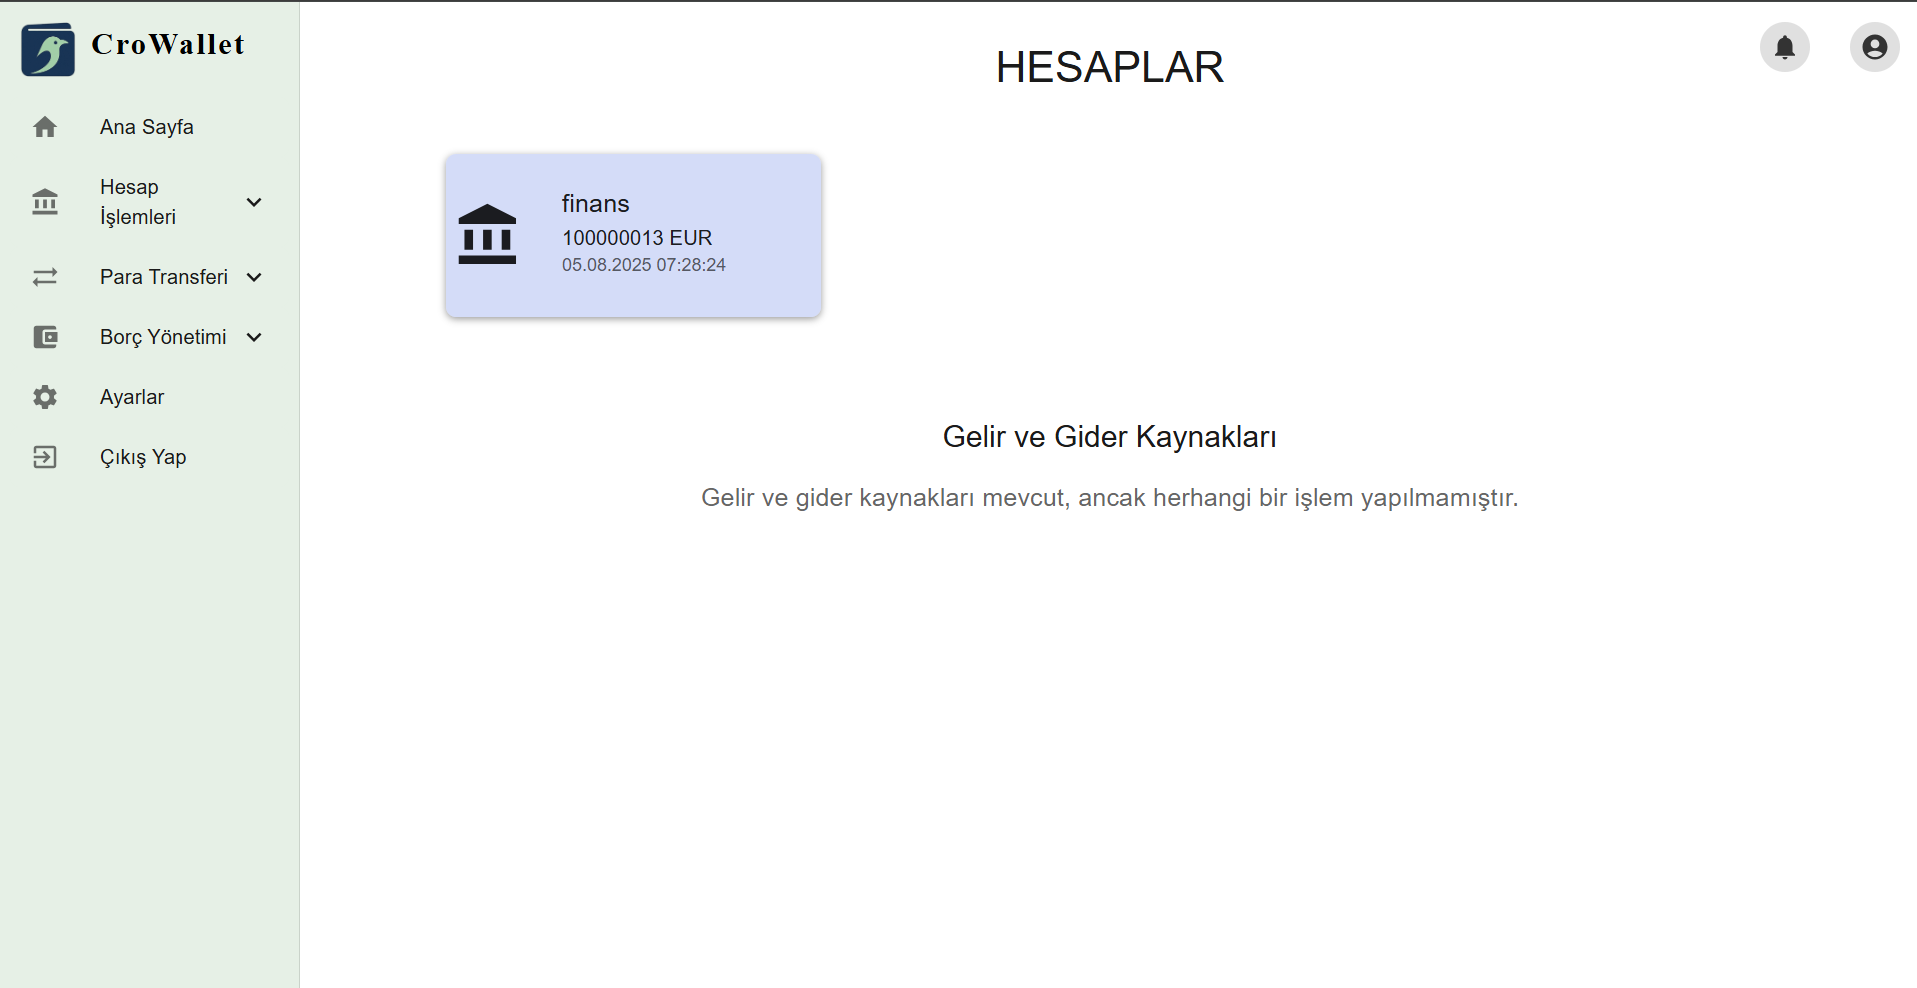 CroWallet
Ana Sayfa
Hesap
İşlemleri
Para Transferi
Borç Yönetimi
Ayarlar
Çıkış Yap
HESAPLAR
finans
100000013 EUR
05.08.2025 07:28:24
Gelir ve Gider Kaynakları
Gelir ve gider kaynakları mevcut, ancak herhangi bir işlem yapılmamıştır.